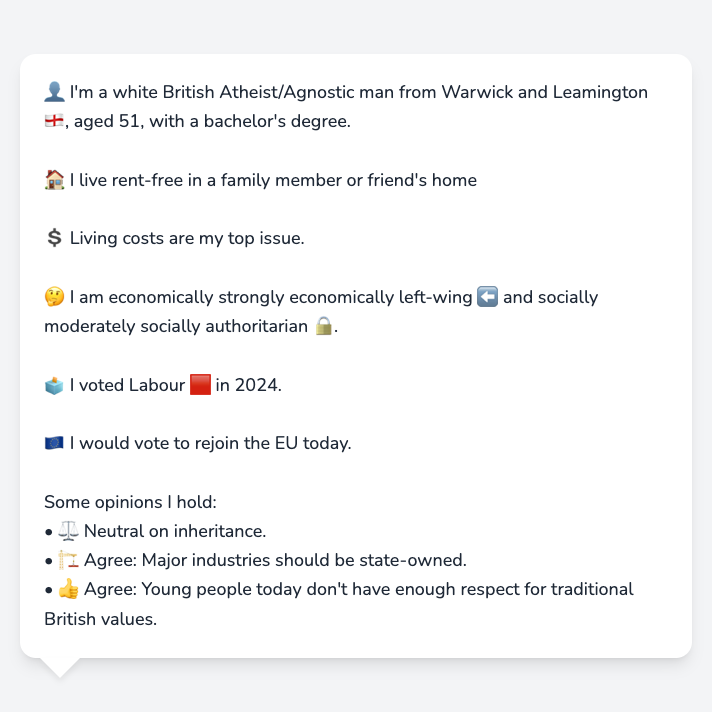 👤 I'm a white British Atheist/Agnostic man from Warwick and Leamington
🏴󠁧󠁢󠁥󠁮󠁧󠁿, aged 51, with a bachelor's degree.
🏠 I live rent-free in a family member or friend's home
💲 Living costs are my top issue.
🤔 I am economically strongly economically left-wing ⬅️ and socially
moderately socially authoritarian 🔒.
🗳️ I voted Labour 🟥 in 2024.
🇪🇺 I would vote to rejoin the EU today.
Some opinions I hold:
• ⚖️ Neutral on inheritance.
• 🏗️ Agree: Major industries should be state-owned.
• 👍 Agree: Young people today don't have enough respect for traditional
British values.